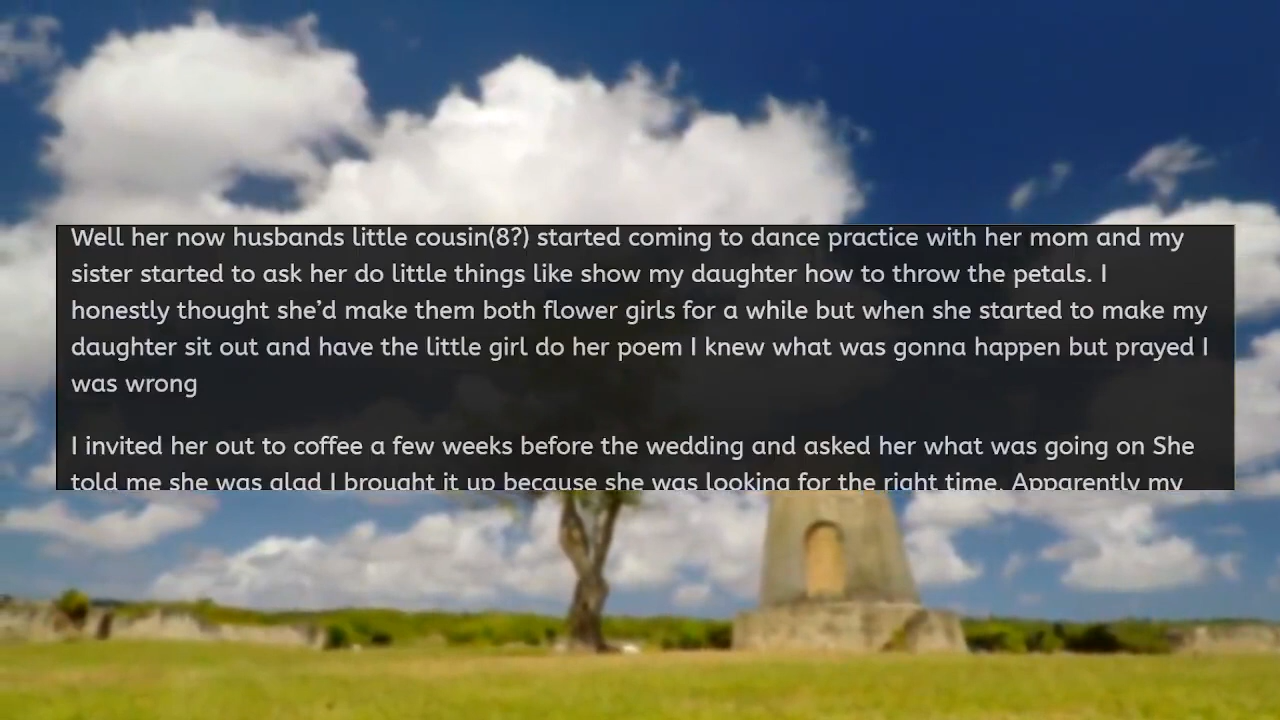 Well her now husbands little cousin(8?) started coming to dance practice with her mom and my
sister started to ask her do little things like show my daughter how to throw the petals. I
honestly thought she’d make them both flower girls for a while but when she started to make my
daughter sit out and have the little girl do her poem I knew what was gonna happen but prayed I
was wrong
I invited her out to coffee a few weeks before the wedding and asked her what was going on She
told me she was glad I brought it up because she was looking for the right time. Apparently my